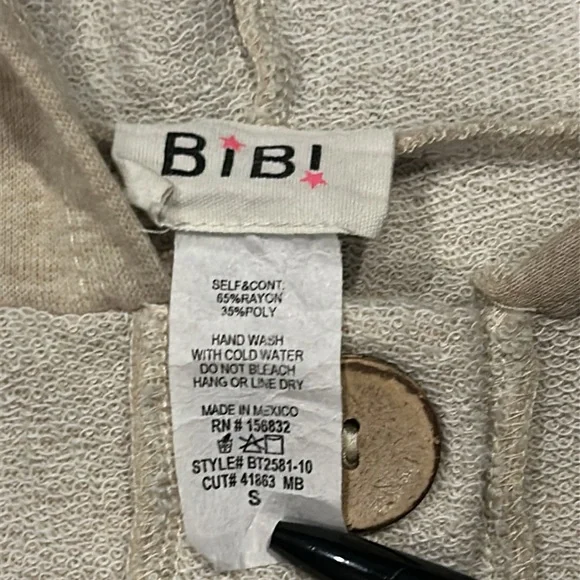 BiB!
SELF&CONT.
65%RAYON
35%POLY
HAND WASH
WITH COLD WATER
DO NOT BLEACH
HANG OR LINE DRY
MADE IN MEXICO
RN # 156832
STYLE# BT2581-10
CUT# 41863 MB
S